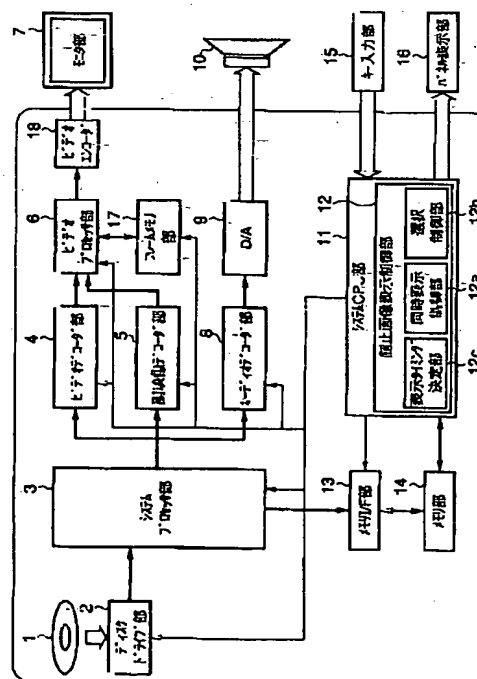 1
2
ディスク
ドライブ部
3
システム
プロセッサ部
4
ビデオデコーダ部
5
副映像デコーダ部
8
オーディオデコーダ部
6
ビデオ
プロセッサ部
17
フレームメモリ
部
9
D/A
18
ビデオ
エンコーダ
7
モニタ部
10
11
システムCPU部
12
静止画像表示制御部
表示タイミング
決定部
12c
同時表示
制御部
12a
選択
制御部
12b
13
メモリI/F部
14
メモリ部
15
キー入力部
16
パネル表示部